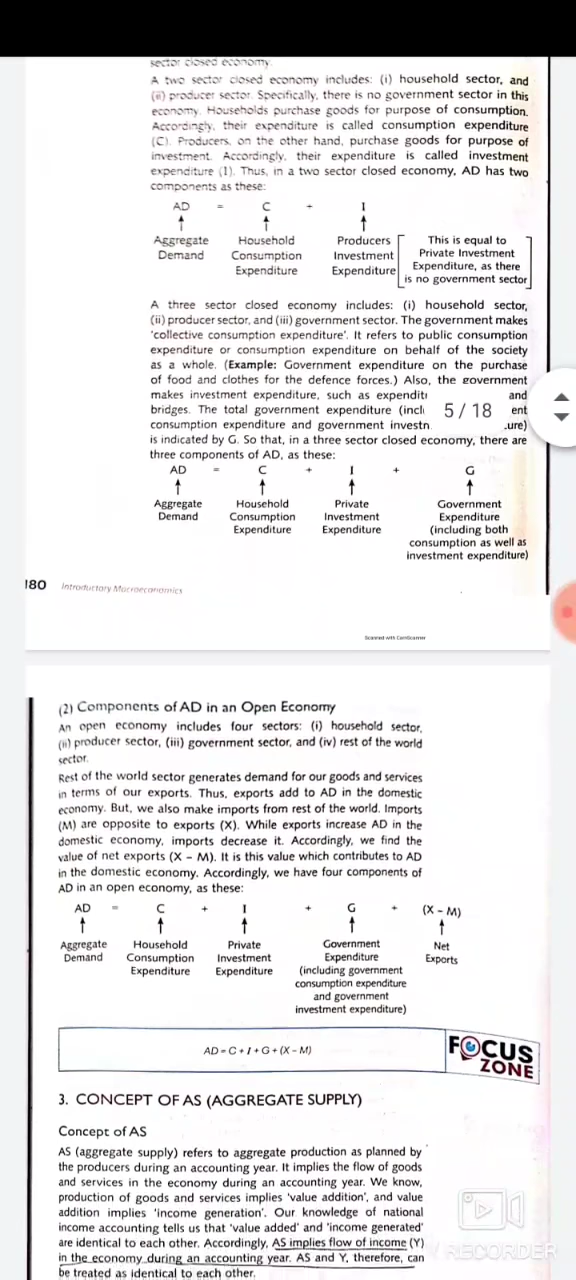 sector closed economy.
A two sector closed economy includes: (i) household sector, and
(ii) producer sector. Specifically, there is no government sector in this
economy. Households purchase goods for purpose of consumption.
Accordingly, their expenditure is called consumption expenditure
(C). Producers, on the other hand, purchase goods for purpose of
investment. Accordingly, their expenditure is called investment
expenditure (I). Thus, in a two sector closed economy, AD has two
components as these:
AD = C + I
Aggregate Household Producers This is equal to
Demand Consumption Investment Private Investment
Expenditure Expenditure Expenditure, as there
is no government sector
A three sector closed economy includes: (i) household sector,
(ii) producer sector, and (iii) government sector. The government makes
'collective consumption expenditure'. It refers to public consumption
expenditure or consumption expenditure on behalf of the society
as a whole. (Example: Government expenditure on the purchase
of food and clothes for the defence forces.) Also, the government
makes investment expenditure, such as expendit and
bridges. The total government expenditure (incl 5 / 18 ent
consumption expenditure and government investn .ure)
is indicated by G. So that, in a three sector closed economy, there are
three components of AD, as these:
AD = C + I + G
Aggregate Household Private Government
Demand Consumption Investment Expenditure
Expenditure Expenditure (including both
consumption as well as
investment expenditure)
180 Introductory Macroeconomics
Scanned with CamScanner
(2) Components of AD in an Open Economy
An open economy includes four sectors: (i) household sector,
(ii) producer sector, (iii) government sector, and (iv) rest of the world
sector.
Rest of the world sector generates demand for our goods and services
in terms of our exports. Thus, exports add to AD in the domestic
economy. But, we also make imports from rest of the world. Imports
(M) are opposite to exports (X). While exports increase AD in the
domestic economy, imports decrease it. Accordingly, we find the
value of net exports (X – M). It is this value which contributes to AD
in the domestic economy. Accordingly, we have four components of
AD in an open economy, as these:
AD = C + I + G + (X – M)
Aggregate Household Private Government Net
Demand Consumption Investment Expenditure Exports
Expenditure Expenditure (including government
consumption expenditure
and government
investment expenditure)
AD = C + I + G + (X – M)
FOCUS
ZONE
3. CONCEPT OF AS (AGGREGATE SUPPLY)
Concept of AS
AS (aggregate supply) refers to aggregate production as planned by
the producers during an accounting year. It implies the flow of goods
and services in the economy during an accounting year. We know,
production of goods and services implies 'value addition', and value
addition implies 'income generation'. Our knowledge of national
income accounting tells us that 'value added' and 'income generated'
are identical to each other. Accordingly, AS implies flow of income (Y)
in the economy during an accounting year. AS and Y, therefore, can
be treated as identical to each other.
RECORDER